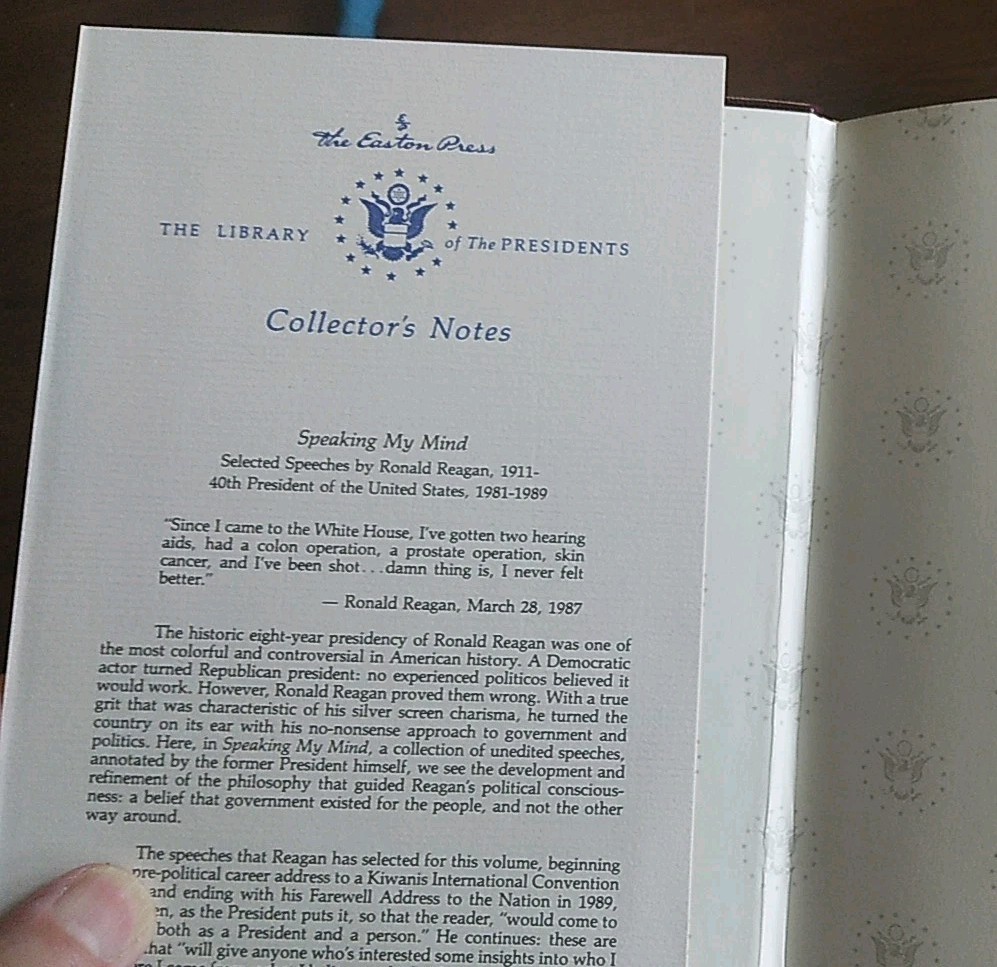 the Easton Press
THE LIBRARY of The PRESIDENTS
Collector's Notes
Speaking My Mind
Selected Speeches by Ronald Reagan, 1911-
40th President of the United States, 1981-1989
"Since I came to the White House, I've gotten two hearing
aids, had a colon operation, a prostate operation, skin
cancer, and I've been shot...damn thing is, I never felt
better."
— Ronald Reagan, March 28, 1987
The historic eight-year presidency of Ronald Reagan was one of
the most colorful and controversial in American history. A Democratic
actor turned Republican president: no experienced politicos believed it
would work. However, Ronald Reagan proved them wrong. With a true
grit that was characteristic of his silver screen charisma, he turned the
country on its ear with his no-nonsense approach to government and
politics. Here, in Speaking My Mind, a collection of unedited speeches,
annotated by the former President himself, we see the development and
refinement of the philosophy that guided Reagan's political conscious-
ness: a belief that government existed for the people, and not the other
way around.
The speeches that Reagan has selected for this volume, beginning
pre-political career address to a Kiwanis International Convention
and ending with his Farewell Address to the Nation in 1989,
as the President puts it, so that the reader, "would come to
both as a President and a person." He continues: these are
"will give anyone who's interested some insights into who I